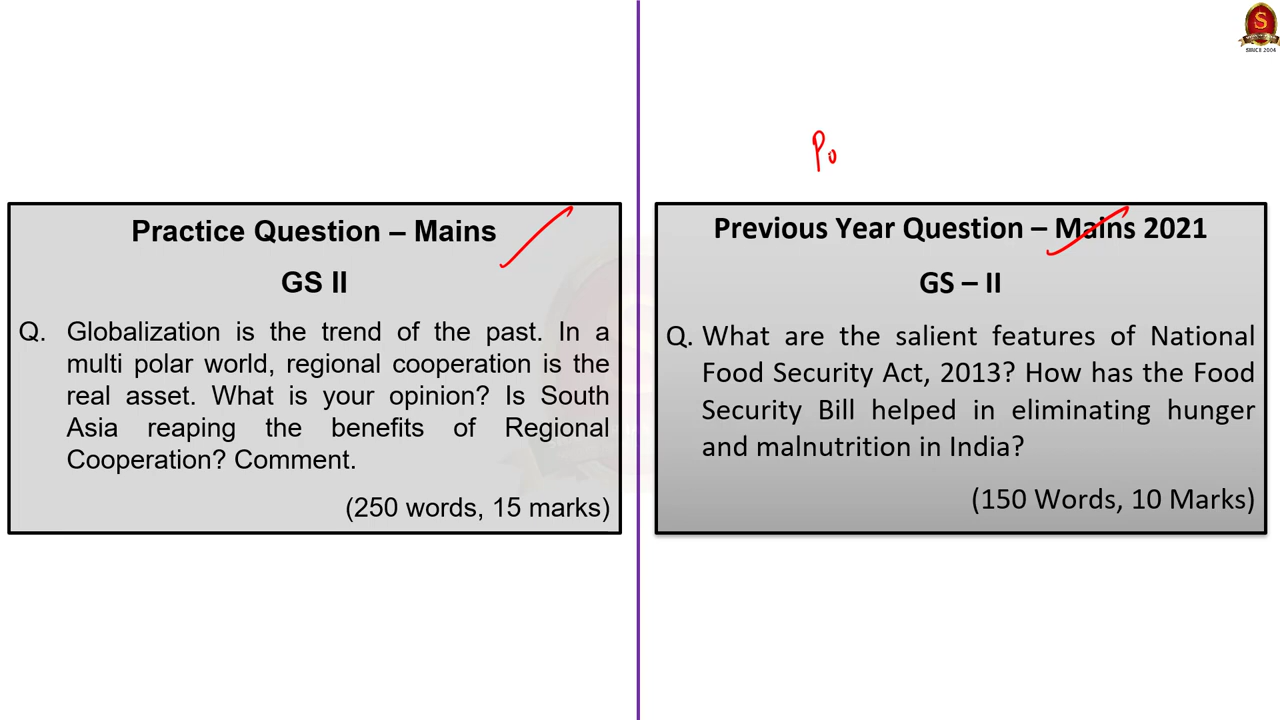 S
SINCE 2004
Po
Practice Question – Mains
GS II
Q. Globalization is the trend of the past. In a
multi polar world, regional cooperation is the
real asset. What is your opinion? Is South
Asia reaping the benefits of Regional
Cooperation? Comment.
(250 words, 15 marks)
Previous Year Question – Mains 2021
GS – II
Q. What are the salient features of National
Food Security Act, 2013? How has the Food
Security Bill helped in eliminating hunger
and malnutrition in India?
(150 Words, 10 Marks)